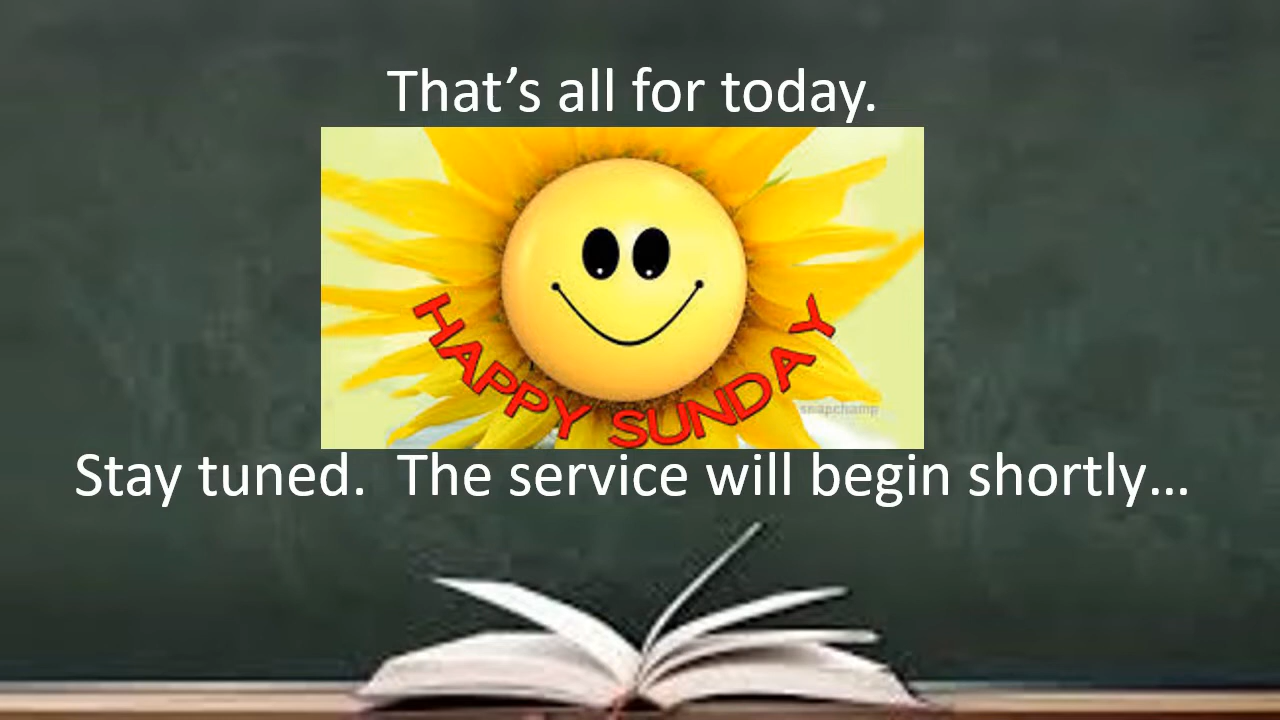 That’s all for today.
HAPPY SUNDAY
snapchamp
Stay tuned.  The service will begin shortly…